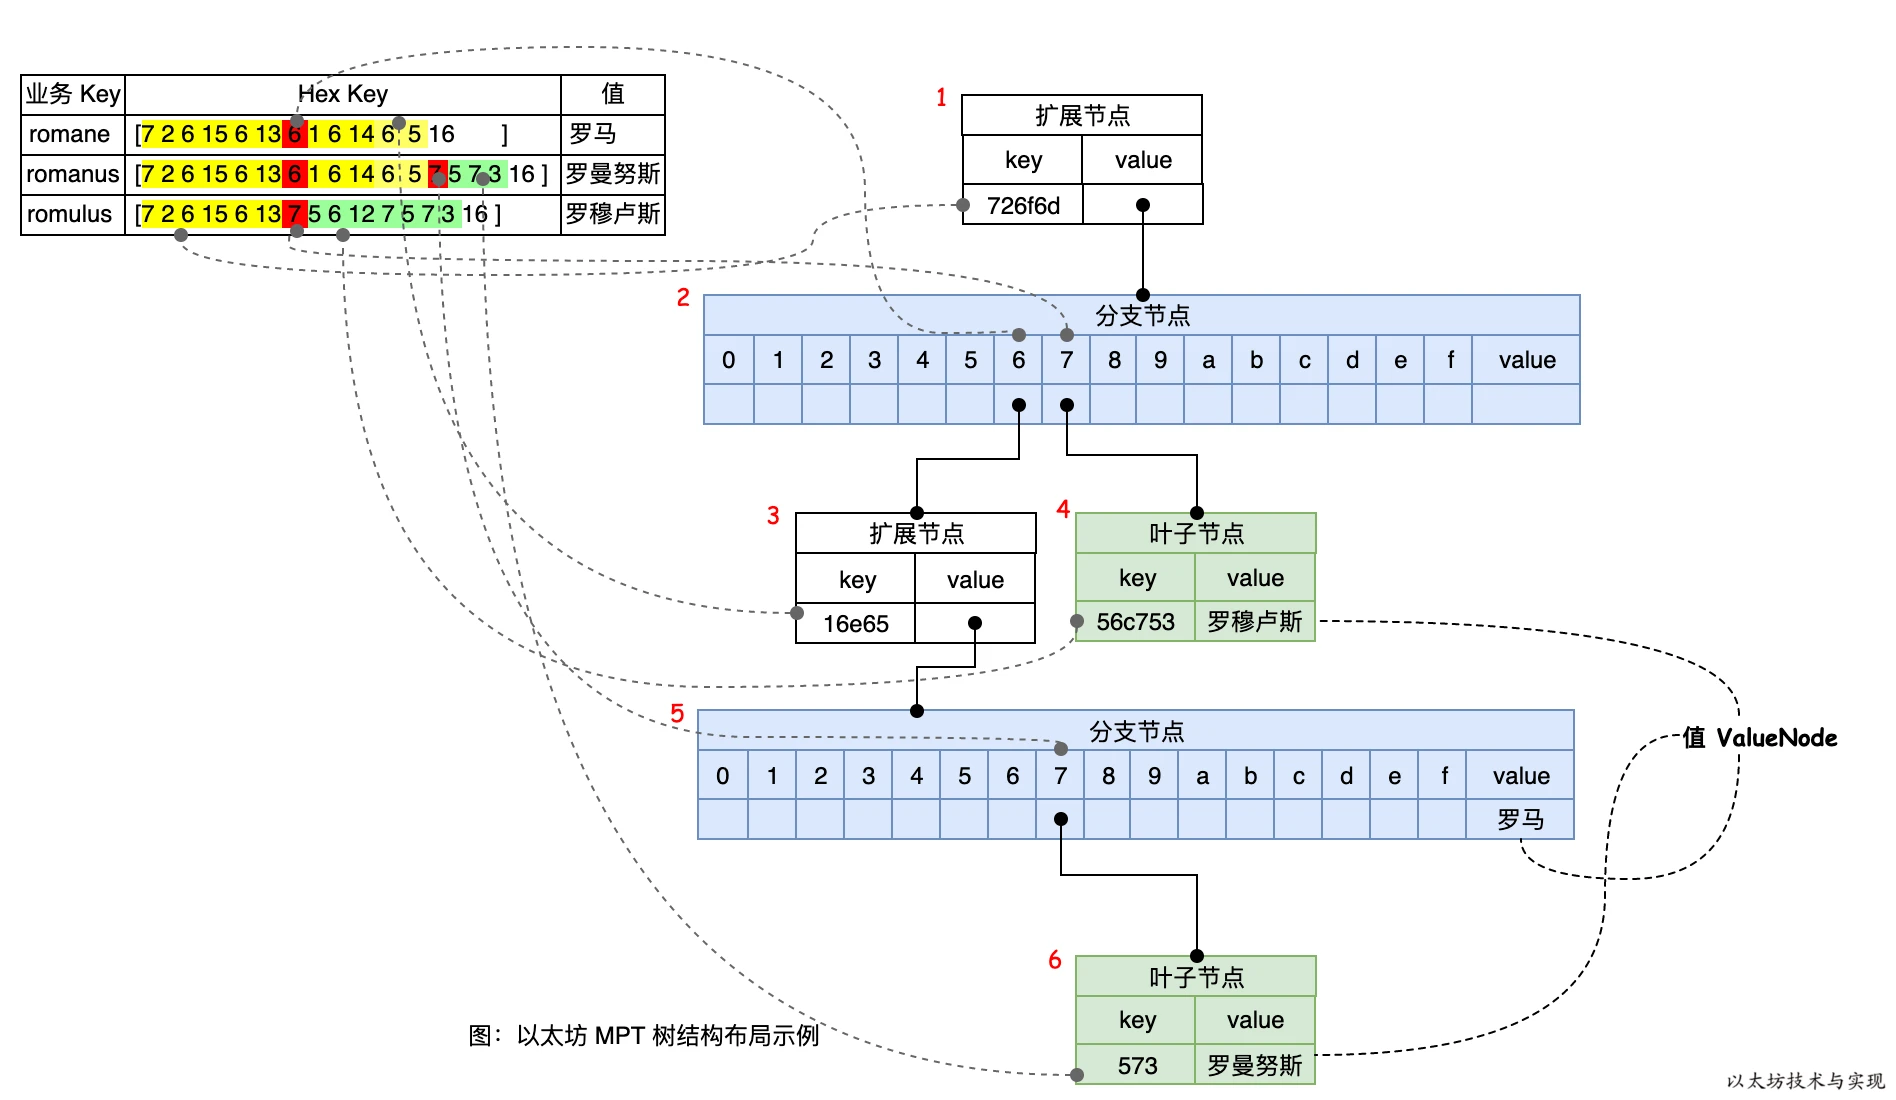 业务 Key Hex Key 值
romane [7 2 6 15 6 13 6 1 6 14 6 5 16 ] 罗马
romanus [7 2 6 15 6 13 6 1 6 14 6 5 7 5 7 3 16 ] 罗曼努斯
romulus [7 2 6 15 6 13 7 5 6 12 7 5 7 3 16 ] 罗穆卢斯
1
扩展节点
key value
726f6d
2
分支节点
0 1 2 3 4 5 6 7 8 9 a b c d e f value
3
扩展节点
key value
16e65
4
叶子节点
key value
56c753 罗穆卢斯
5
分支节点
0 1 2 3 4 5 6 7 8 9 a b c d e f value
罗马
值 ValueNode
6
叶子节点
key value
573 罗曼努斯
图：以太坊 MPT 树结构布局示例
以太坊技术与实现